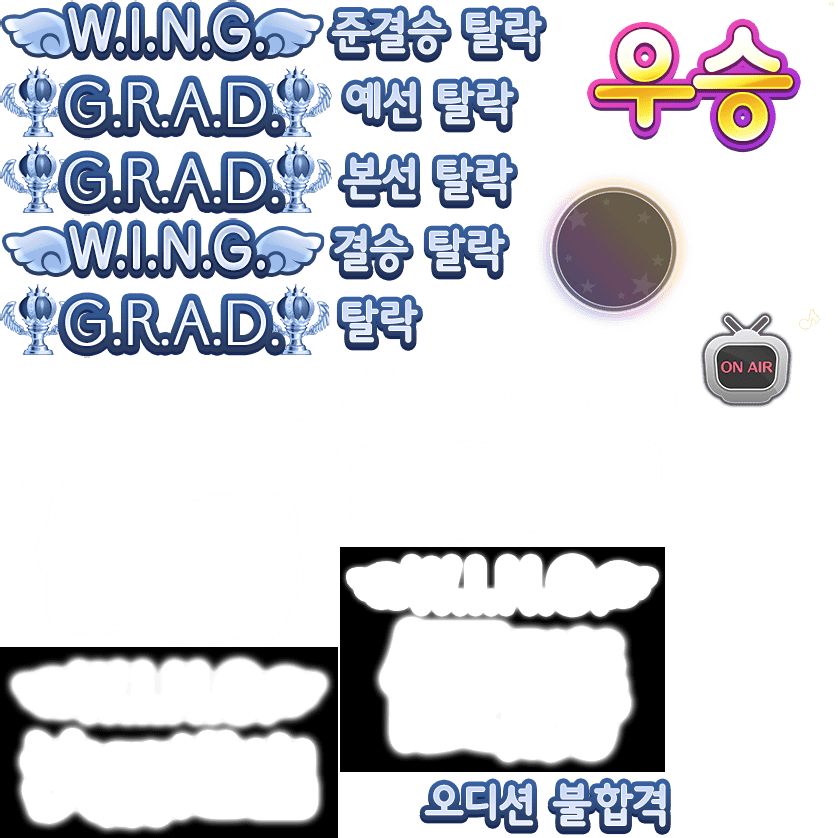 W.I.N.G. 준결승 탈락
우승
G.R.A.D. 예선 탈락
G.R.A.D. 본선 탈락
W.I.N.G. 결승 탈락
G.R.A.D. 탈락
ON AIR
오디션 불합격